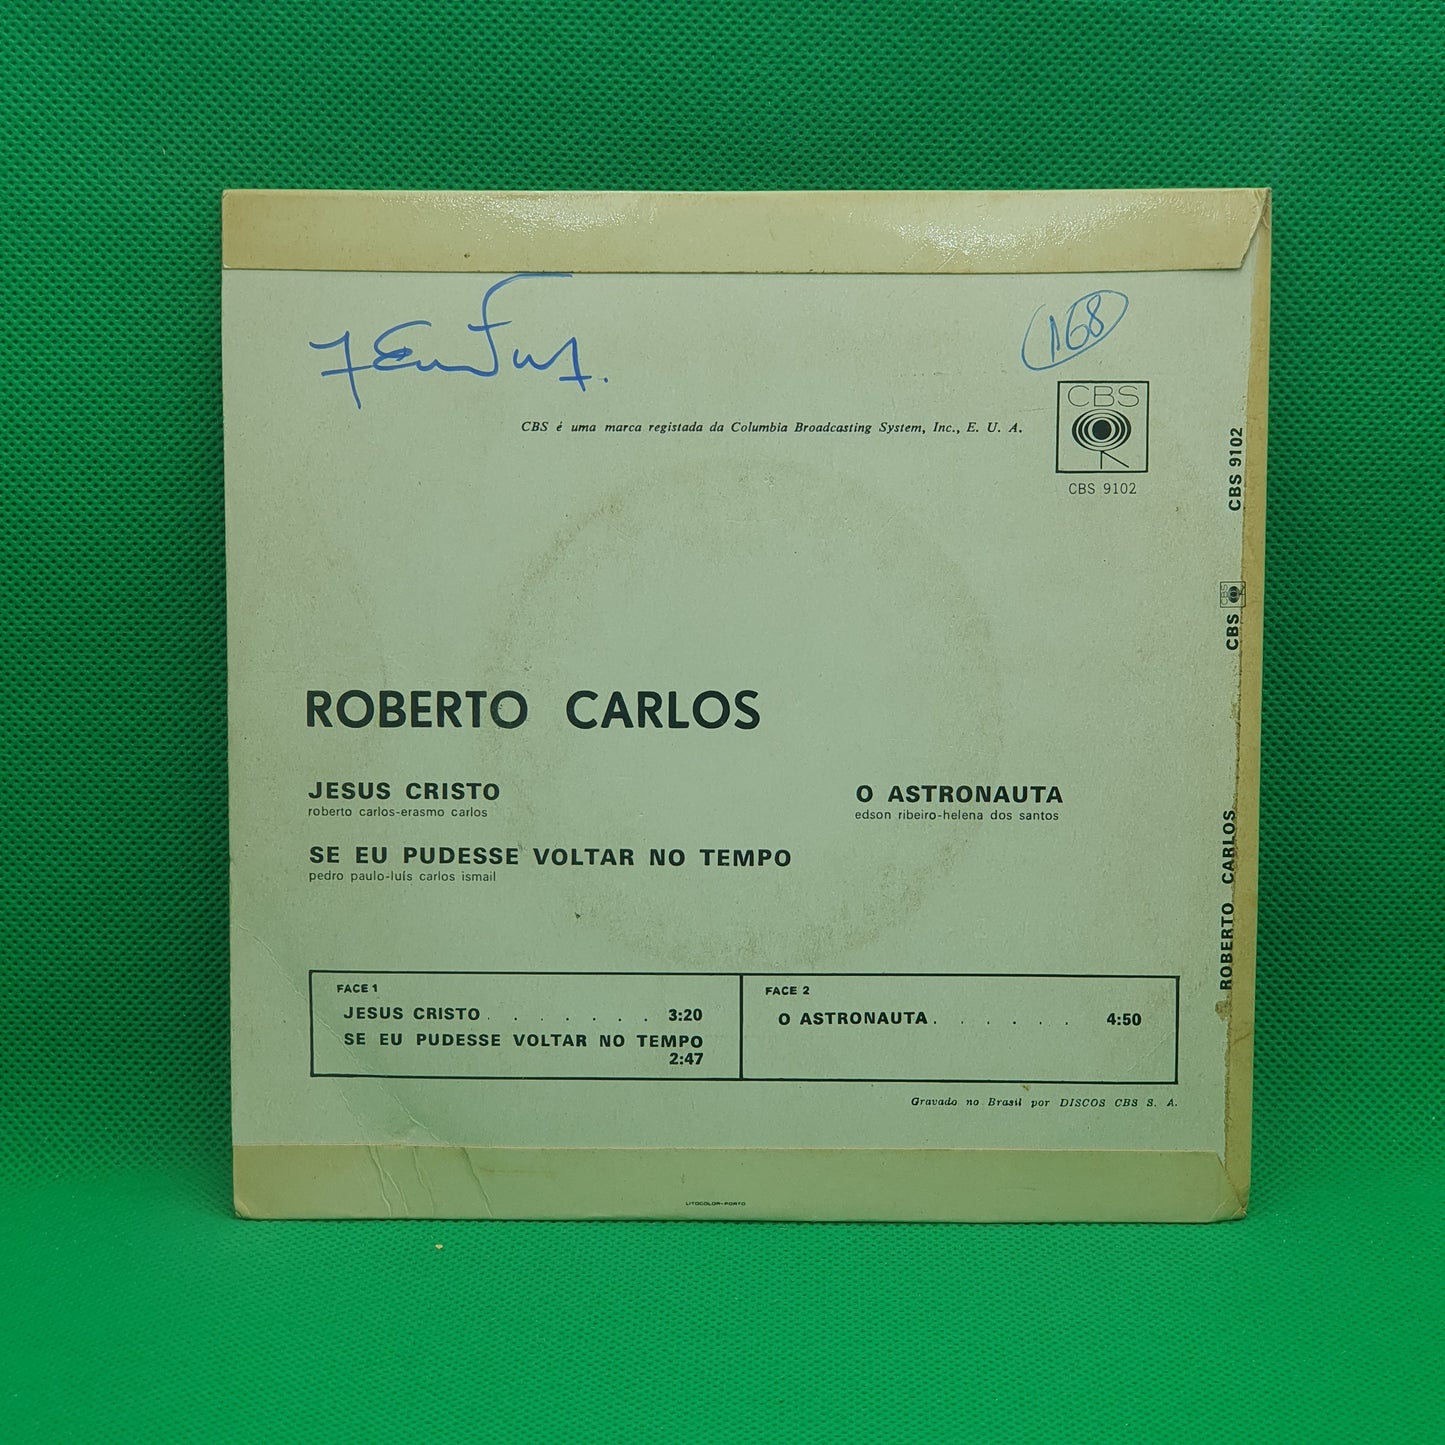 168
CBS
CBS é uma marca registada da Columbia Broadcasting System, Inc., E. U. A.
CBS 9102
CBS 9102
CBS
CBS
ROBERTO CARLOS
ROBERTO CARLOS
JESUS CRISTO
roberto carlos-erasmo carlos
SE EU PUDESSE VOLTAR NO TEMPO
pedro paulo-luís carlos ismail
O ASTRONAUTA
edson ribeiro-helena dos santos
FACE 1
JESUS CRISTO . . . . . . . 3:20
SE EU PUDESSE VOLTAR NO TEMPO
2:47
FACE 2
O ASTRONAUTA . . . . . . 4:50
Gravado no Brasil por DISCOS CBS S. A.
LITOCOLOR-PORTO